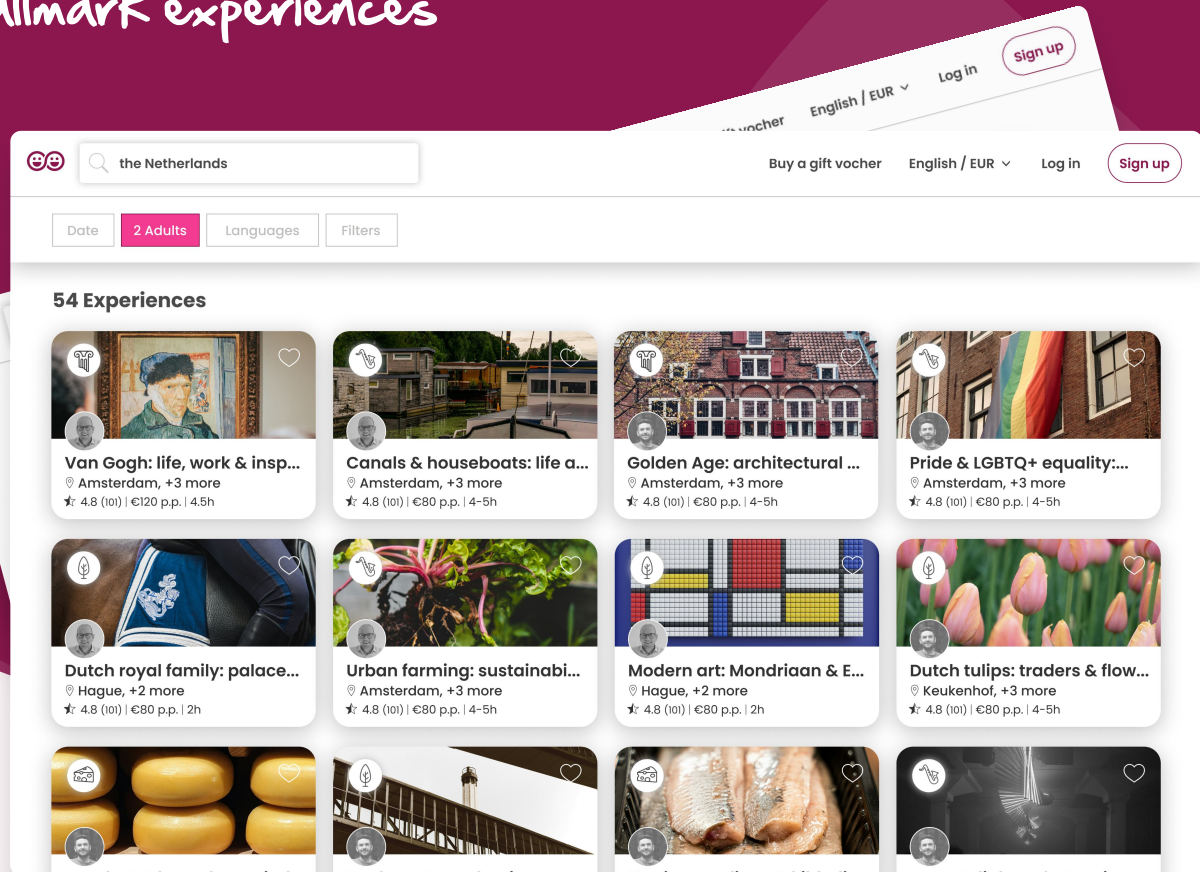 experiences
English / EUR
Log in
Sign up
the Netherlands
Buy a gift vocher
English / EUR
Log in
Sign up
Date
2 Adults
Languages
Filters
54 Experiences
Van Gogh: life, work & insp...
Amsterdam, +3 more
4.8 (101) | €120 p.p. | 4.5h
Canals & houseboats: life a...
Amsterdam, +3 more
4.8 (101) | €80 p.p. | 4-5h
Golden Age: architectural ...
Amsterdam, +3 more
4.8 (101) | €80 p.p. | 4-5h
Pride & LGBTQ+ equality:...
Amsterdam, +3 more
4.8 (101) | €80 p.p. | 4-5h
Dutch royal family: palace...
Hague, +2 more
4.8 (101) | €80 p.p. | 2h
Urban farming: sustainabi...
Amsterdam, +3 more
4.8 (101) | €80 p.p. | 4-5h
Modern art: Mondriaan & E...
Hague, +2 more
4.8 (101) | €80 p.p. | 2h
Dutch tulips: traders & flow...
Keukenhof, +3 more
4.8 (101) | €80 p.p. | 4-5h